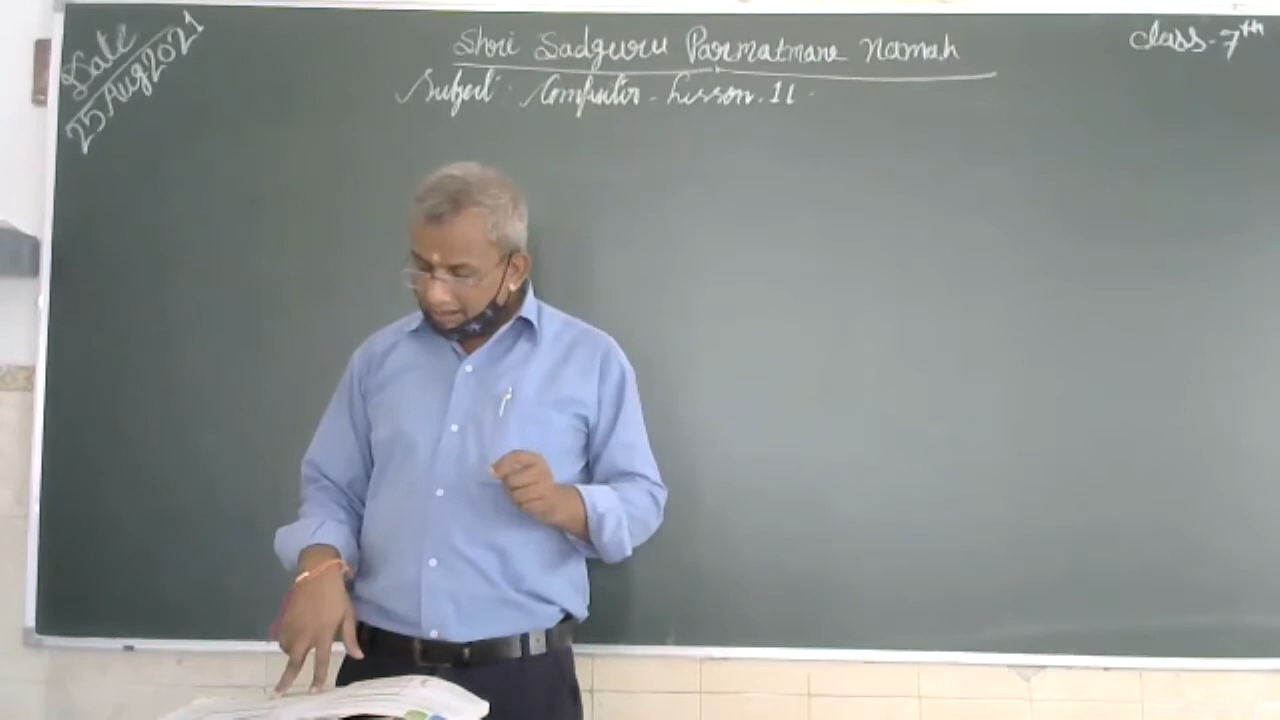 Date
25 Aug 2021
Shri Sadguru Parmatmane Namah
Class-7th
Subject: Computer - Lesson. 11